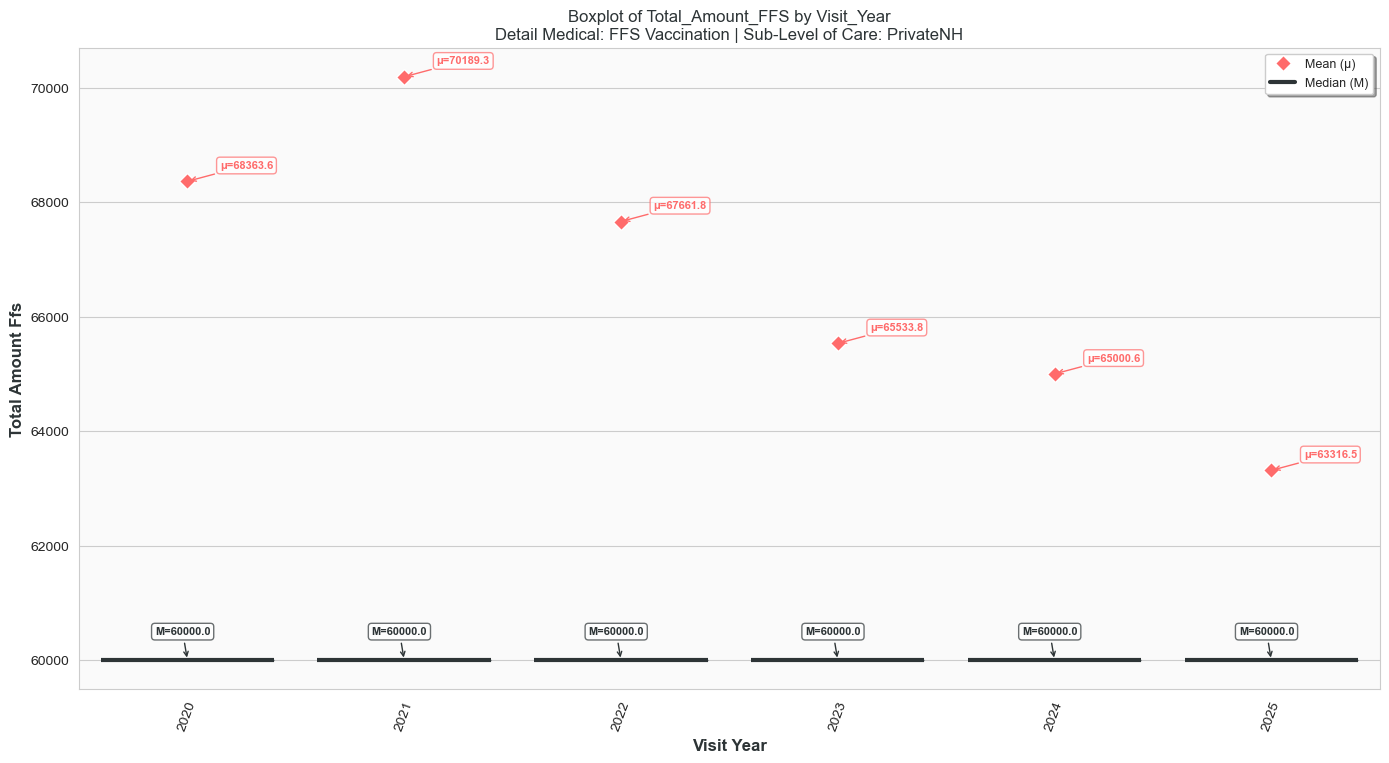 Boxplot of Total_Amount_FFS by Visit_Year
Detail Medical: FFS Vaccination | Sub-Level of Care: PrivateNH
Mean (μ)
Median (M)
Total Amount Ffs
70000
68000
66000
64000
62000
60000
μ=68363.6
μ=70189.3
μ=67661.8
μ=65533.8
μ=65000.6
μ=63316.5
M=60000.0
M=60000.0
M=60000.0
M=60000.0
M=60000.0
M=60000.0
2020
2021
2022
2023
2024
2025
Visit Year